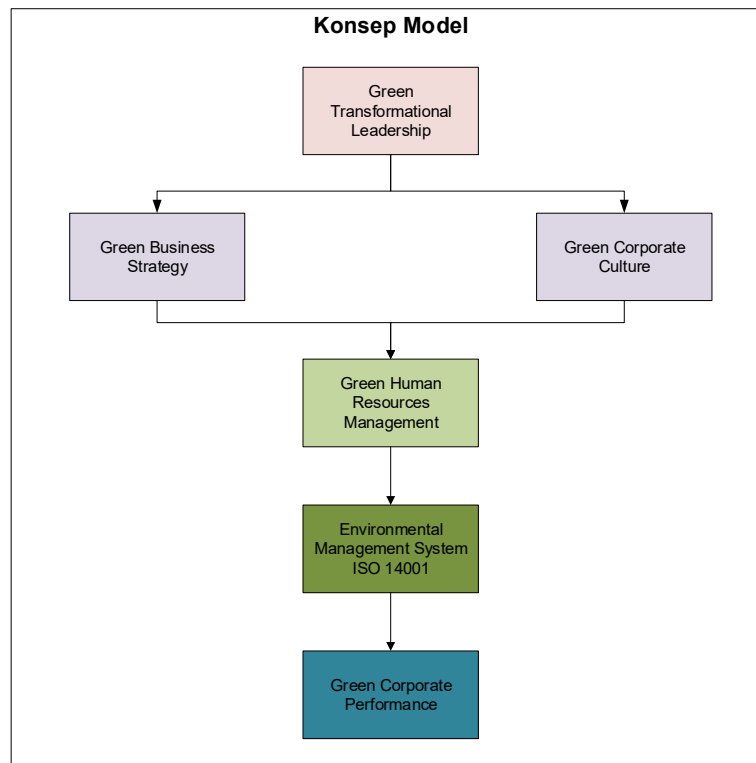 Konsep Model
Green
Transformational
Leadership
Green Business
Strategy
Green Corporate
Culture
Green Human
Resources
Management
Environmental
Management System
ISO 14001
Green Corporate
Performance